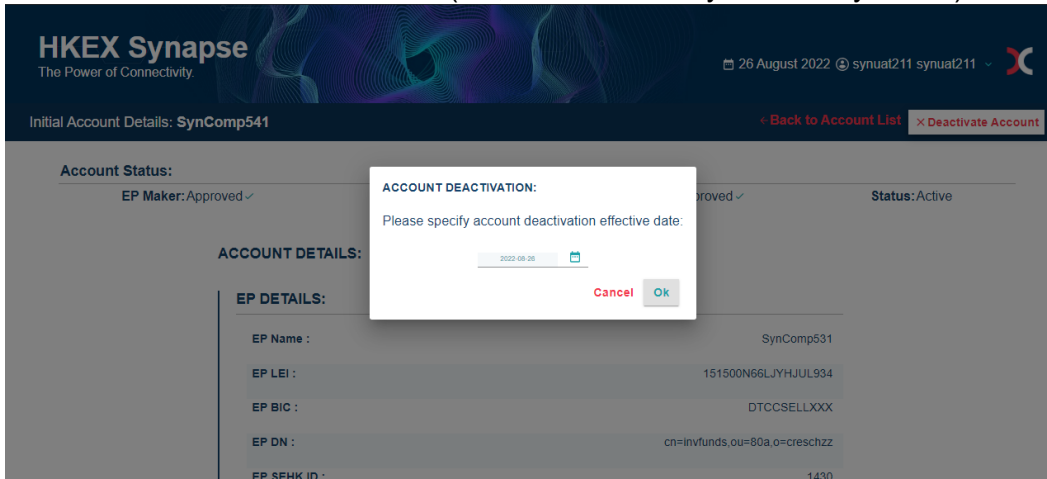 HKEX Synapse
The Power of Connectivity.
26 August 2022 synuat211 synuat211
Initial Account Details: SynComp541
Back to Account List
Deactivate Account
Account Status:
EP Maker: Approved
Status: Active
ACCOUNT DEACTIVATION:
Please specify account deactivation effective date:
2022-08-26
Cancel Ok
ACCOUNT DETAILS:
EP DETAILS:
EP Name : SynComp531
EP LEI : 151500N66LJYHJUL934
EP BIC : DTCCSELLXXX
EP DN : cn=invfunds,ou=80a,o=creschzz
EP SEHK ID : 1430